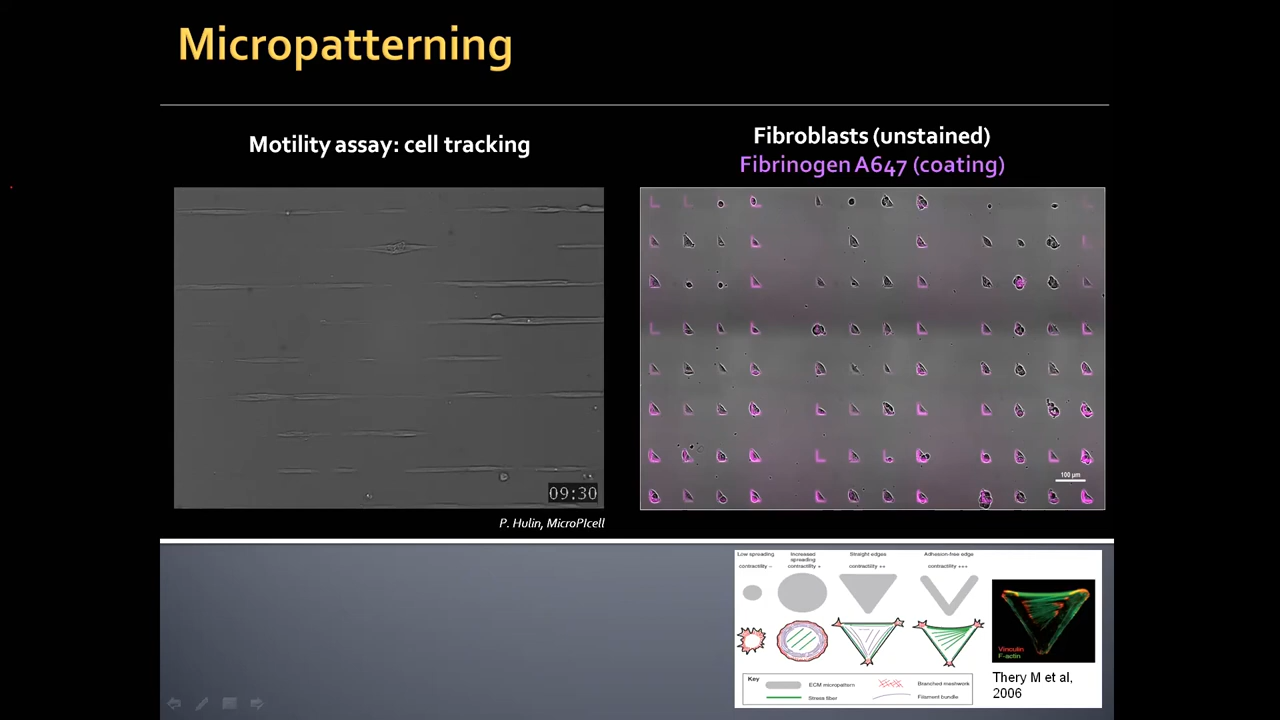 Micropatterning
Motility assay: cell tracking
09:30
P. Hulin, MicroPIcell
Fibroblasts (unstained)
Fibrinogen A647 (coating)
100 µm
Low spreading
contractility –
Increased
spreading
contractility +
Straight edges
contractility ++
Adhesion-free edge
contractility +++
Key
ECM micropattern
Branched meshwork
Stress fiber
Filament bundle
Vinculin
F-actin
Thery M et al,
2006